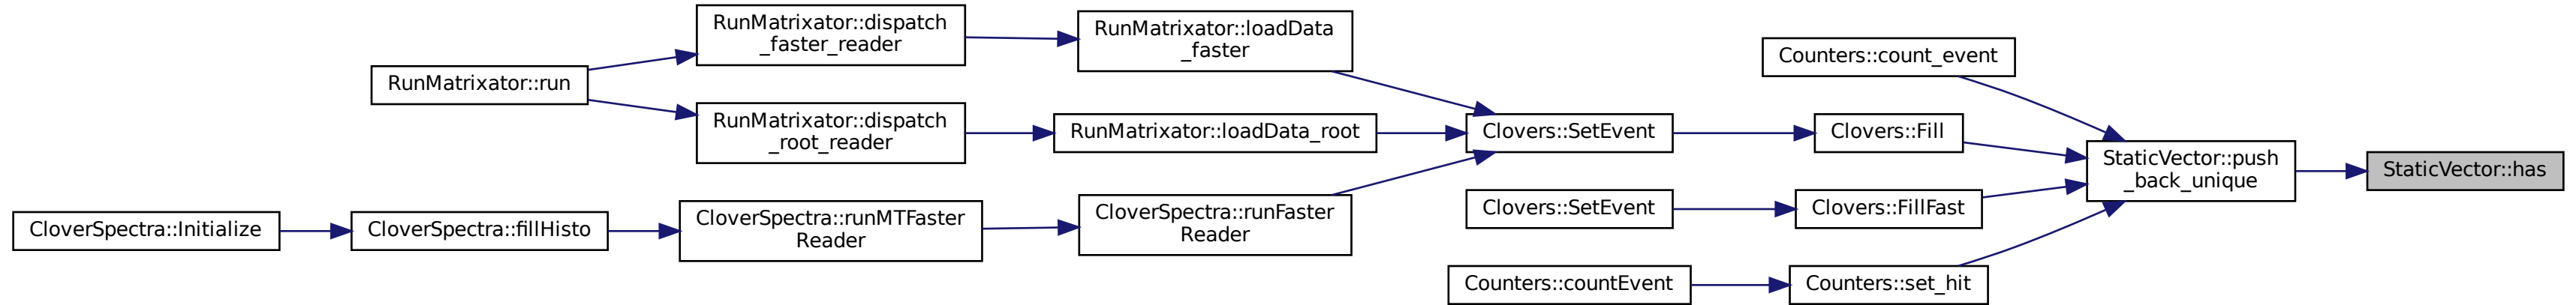 RunMatrixator::dispatch
_faster_reader
RunMatrixator::loadData
_faster
RunMatrixator::run
Counters::count_event
RunMatrixator::dispatch
_root_reader
RunMatrixator::loadData_root
Clovers::SetEvent
Clovers::Fill
StaticVector::push
_back_unique
StaticVector::has
CloverSpectra::Initialize
CloverSpectra::fillHisto
CloverSpectra::runMTFaster
Reader
CloverSpectra::runFaster
Reader
Clovers::SetEvent
Clovers::FillFast
Counters::countEvent
Counters::set_hit